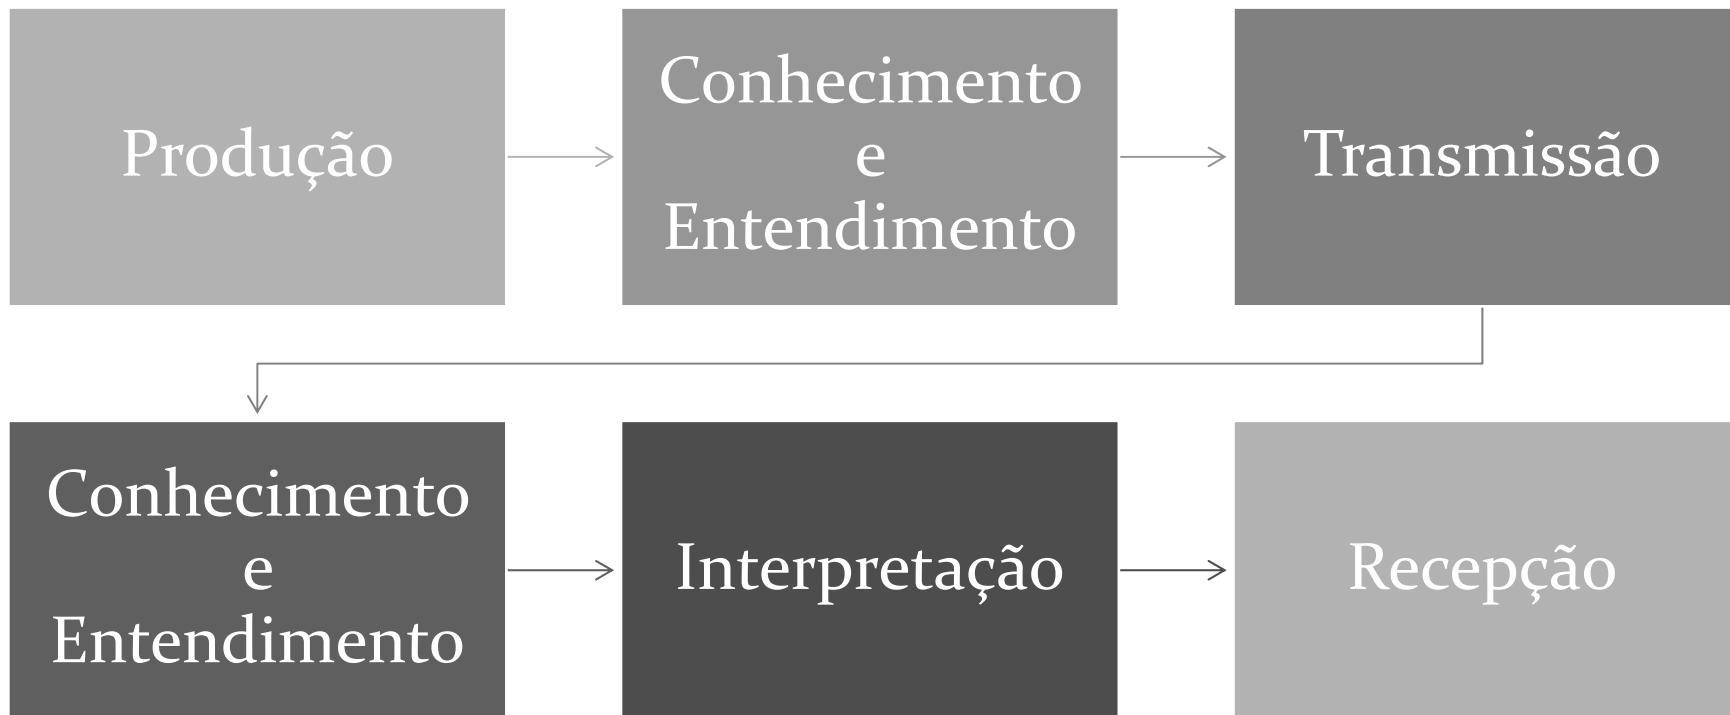 Produção
Conhecimento
e
Entendimento
Transmissão
Conhecimento
e
Entendimento
Interpretação
Recepção